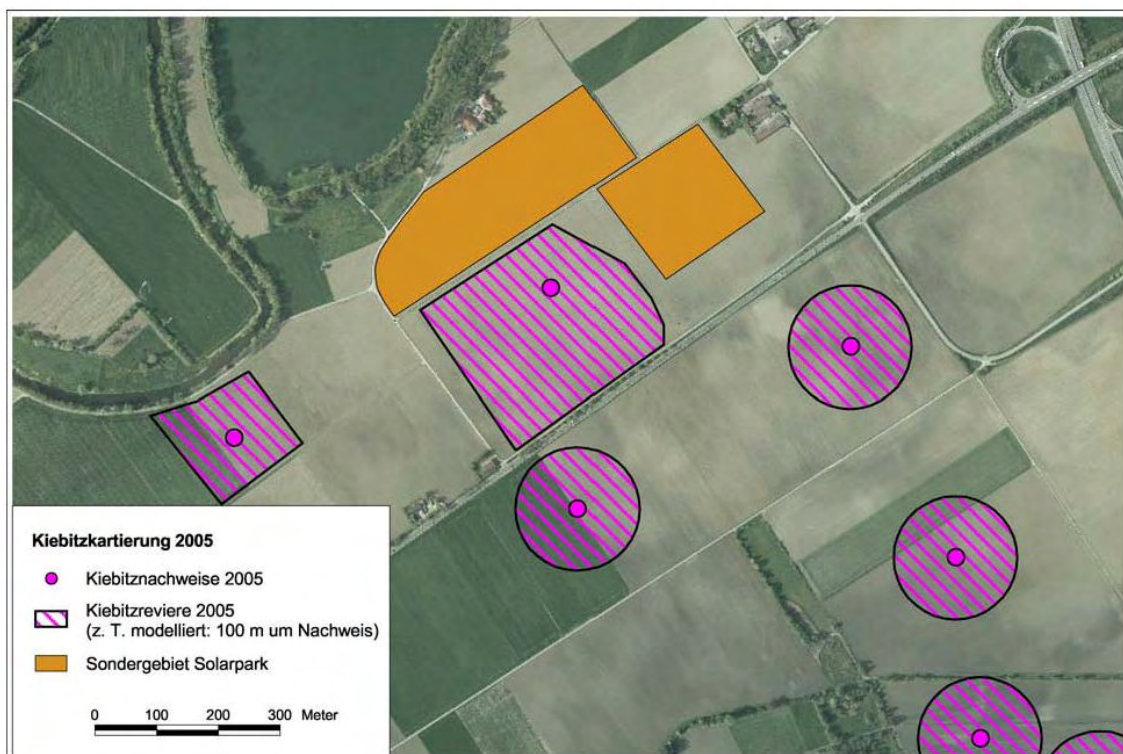 Kiebitzkartierung 2005
Kiebitznachweise 2005
Kiebitzreviere 2005
(z. T. modelliert: 100 m um Nachweis)
Sondergebiet Solarpark
0 100 200 300 Meter